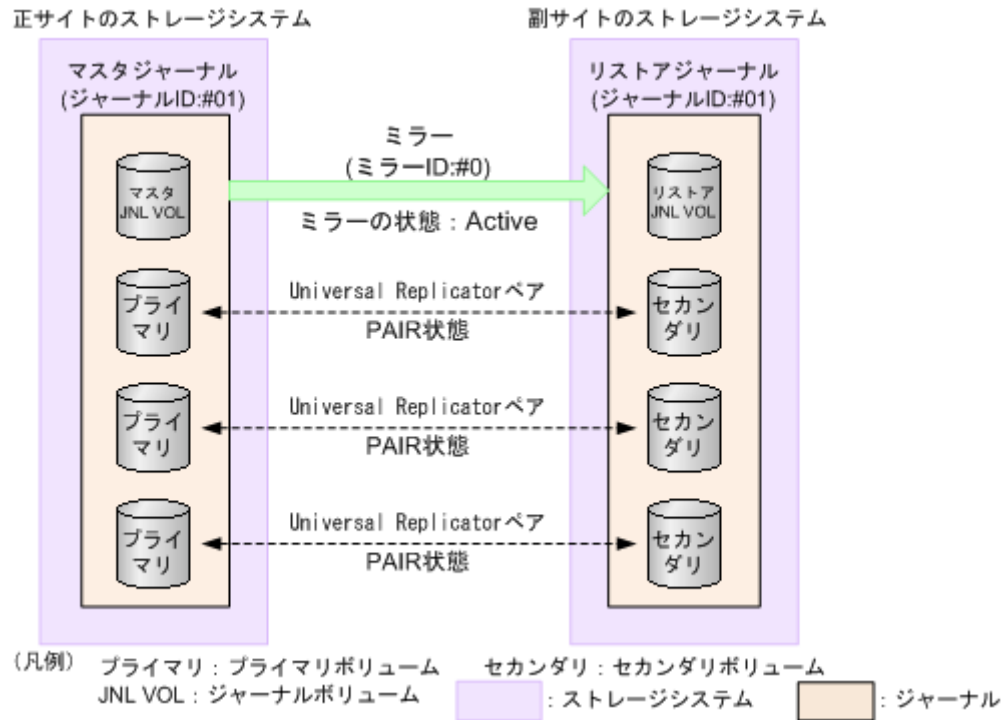 正サイトのストレージシステム
副サイトのストレージシステム
マスタジャーナル
(ジャーナルID:#01)
リストアジャーナル
(ジャーナルID:#01)
ミラー
(ミラーID:#0)
ミラーの状態：Active
マスタ
JNL VOL
リストア
JNL VOL
プライ
マリ
Universal Replicatorペア
PAIR状態
セカン
ダリ
プライ
マリ
Universal Replicatorペア
PAIR状態
セカン
ダリ
プライ
マリ
Universal Replicatorペア
PAIR状態
セカン
ダリ
(凡例) プライマリ：プライマリボリューム セカンダリ：セカンダリボリューム
JNL VOL：ジャーナルボリューム ：ストレージシステム ：ジャーナル